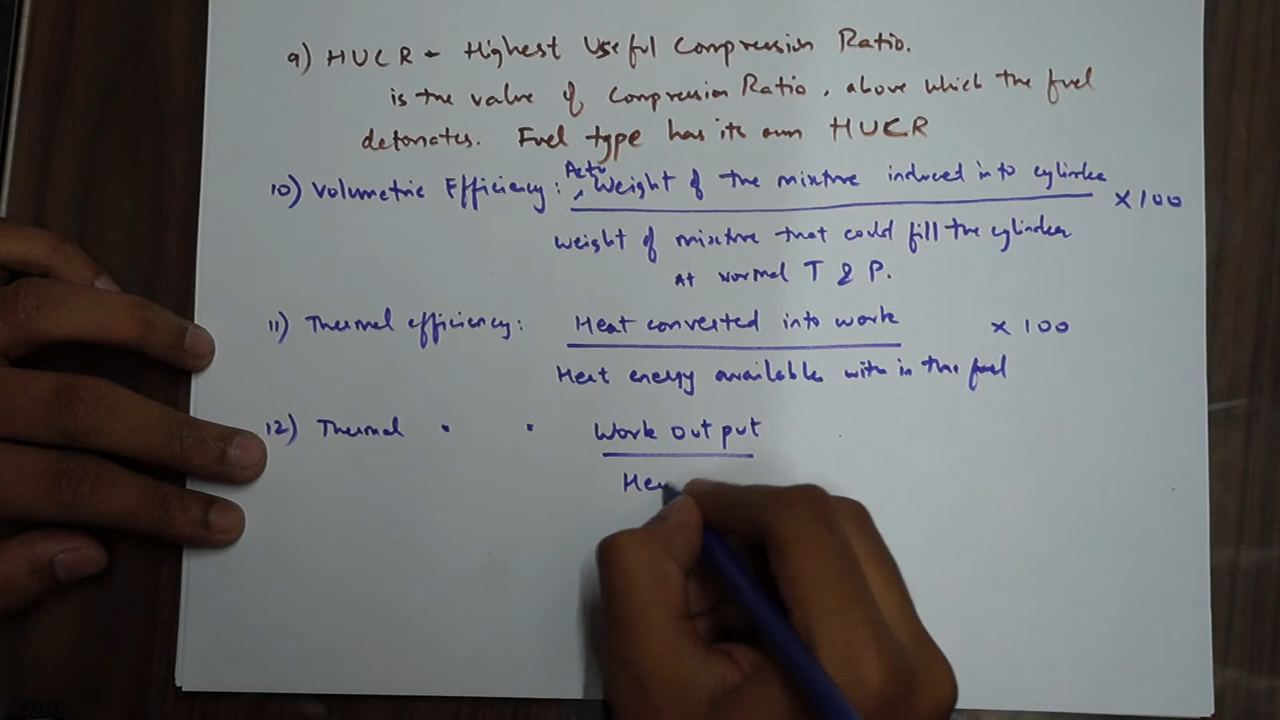 9) HUCR - Highest Useful Compression Ratio.
is the value of Compression Ratio, above which the fuel
detonates. Fuel type has its own HUCR
10) Volumetric Efficiency: Actu Weight of the mixture induced into cylinder × 100
Weight of mixture that could fill the cylinder
At Normal T & P.
11) Thermal efficiency: Heat converted into work × 100
Heat energy available with in the fuel
12) Thermal " " Work output
Hea